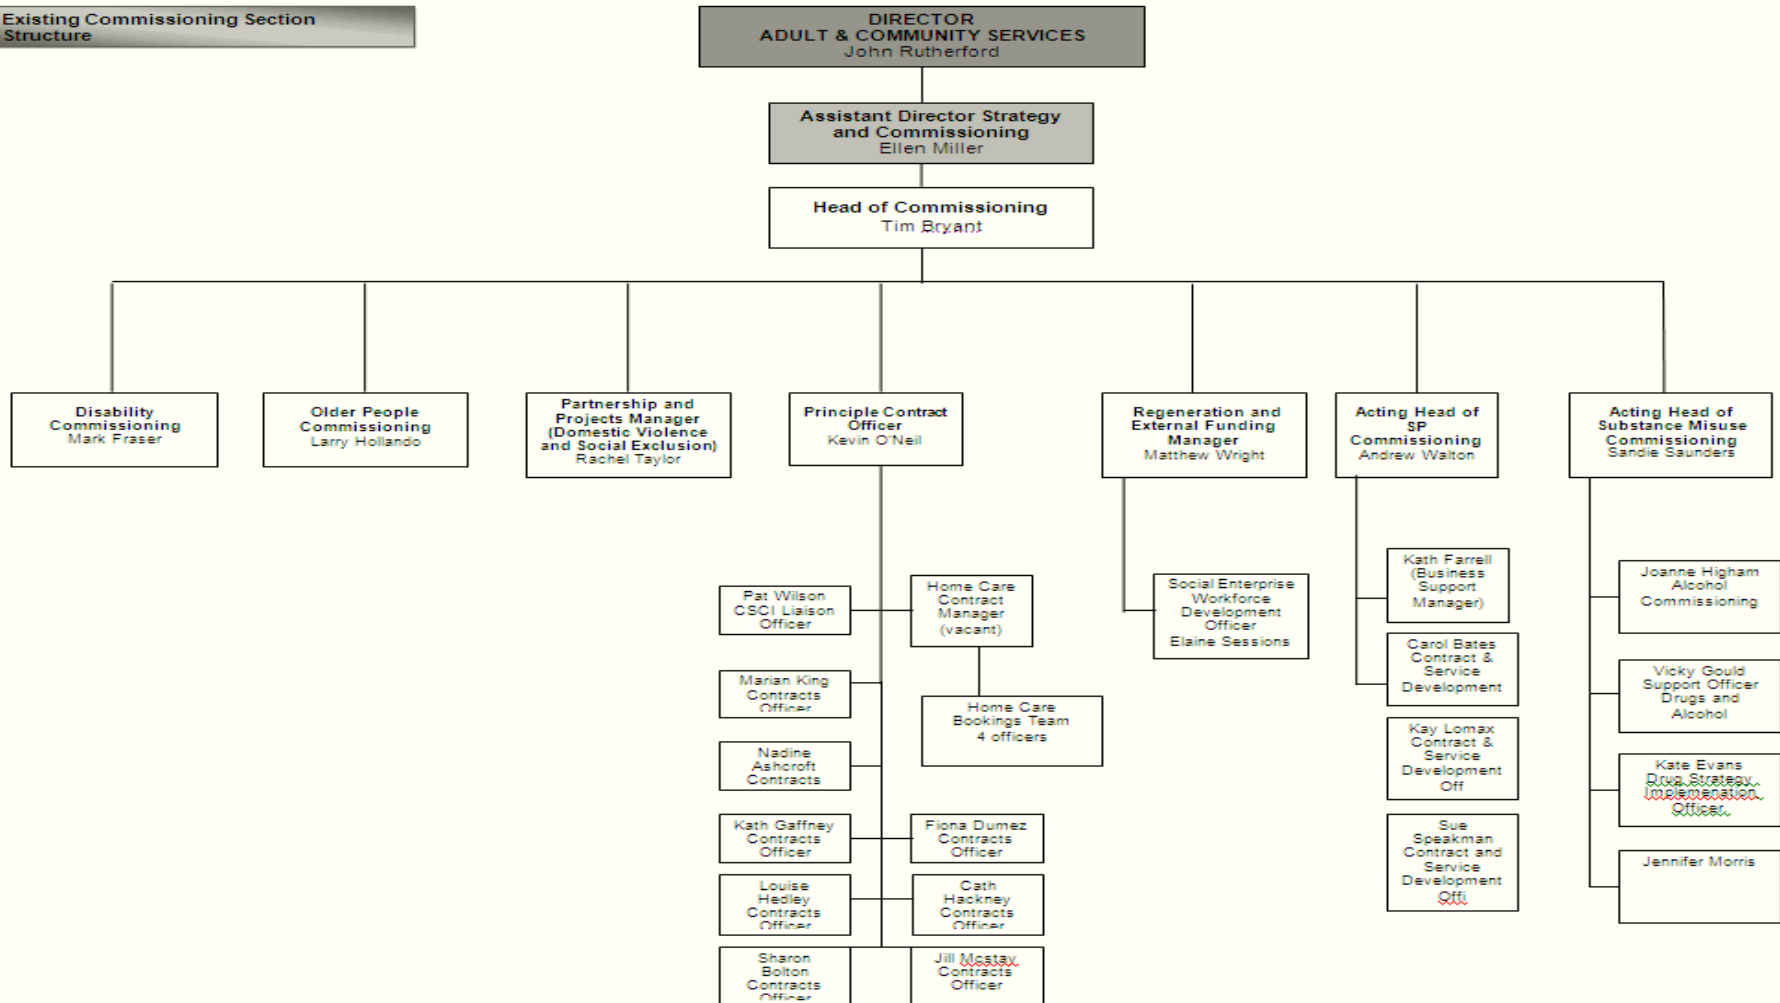 Existing Commissioning Section
Structure
DIRECTOR
ADULT & COMMUNITY SERVICES
John Rutherford
Assistant Director Strategy
and Commissioning
Ellen Miller
Head of Commissioning
Tim Bryant
Disability
Commissioning
Mark Fraser
Older People
Commissioning
Larry Hollando
Partnership and
Projects Manager
(Domestic Violence
and Social Exclusion)
Rachel Taylor
Principle Contract
Officer
Kevin O'Neil
Regeneration and
External Funding
Manager
Matthew Wright
Acting Head of
SP
Commissioning
Andrew Walton
Acting Head of
Substance Misuse
Commissioning
Sandie Saunders
Pat Wilson
CSCI Liaison
Officer
Home Care
Contract
Manager
(vacant)
Marian King
Contracts
Officer
Home Care
Bookings Team
4 officers
Nadine
Ashcroft
Contracts
Kath Gaffney
Contracts
Officer
Fiona Dumez
Contracts
Officer
Louise
Hedley
Contracts
Officer
Cath
Hackney
Contracts
Officer
Sharon
Bolton
Contracts
Officer
Jill Mcstay
Contracts
Officer
Social Enterprise
Workforce
Development
Officer
Elaine Sessions
Kath Farrell
(Business
Support
Manager)
Carol Bates
Contract &
Service
Development
Kay Lomax
Contract &
Service
Development
Off
Sue
Speakman
Contract and
Service
Development
Offi
Joanne Higham
Alcohol
Commissioning
Vicky Gould
Support Officer
Drugs and
Alcohol
Kate Evans
Drug Strategy
Implemenation
Officer
Jennifer Morris